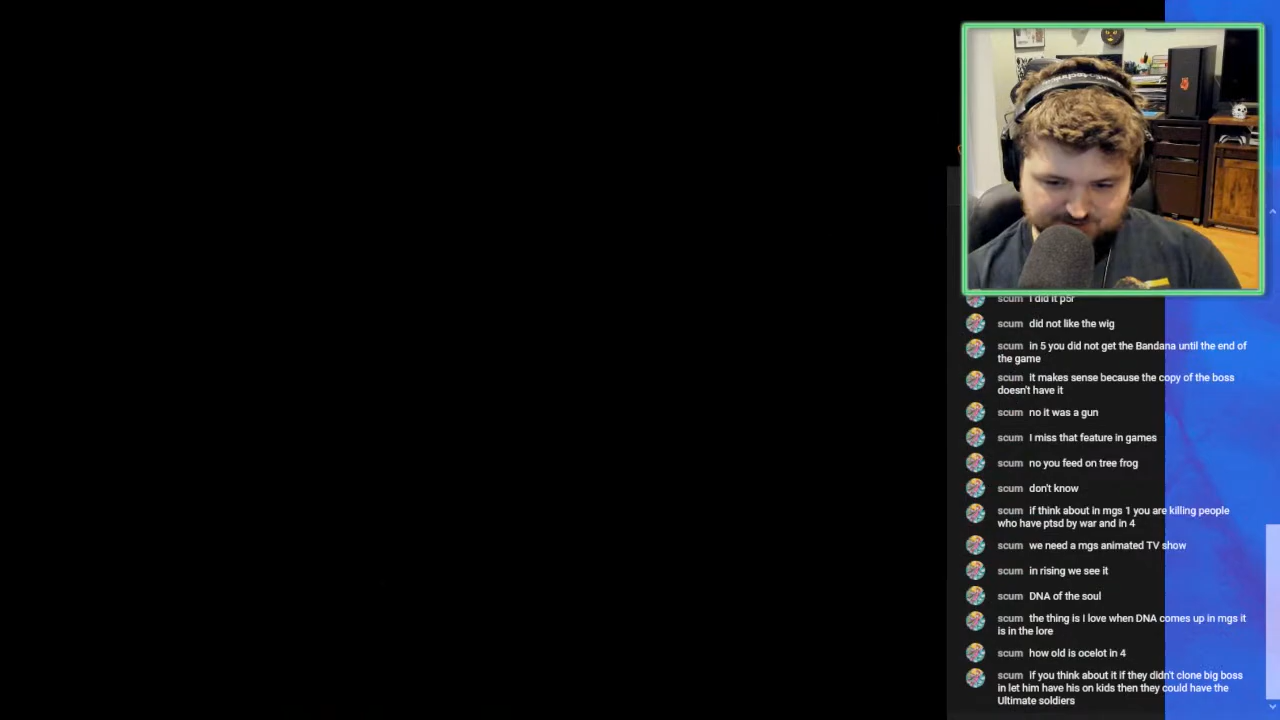 scum I did it p5r
scum did not like the wig
scum in 5 you did not get the Bandana until the end of
the game
scum it makes sense because the copy of the boss
doesn't have it
scum no it was a gun
scum I miss that feature in games
scum no you feed on tree frog
scum don't know
scum if think about in mgs 1 you are killing people
who have ptsd by war and in 4
scum we need a mgs animated TV show
scum in rising we see it
scum DNA of the soul
scum the thing is I love when DNA comes up in mgs it
is in the lore
scum how old is ocelot in 4
scum if you think about it if they didn't clone big boss
in let him have his on kids then they could have the
Ultimate soldiers